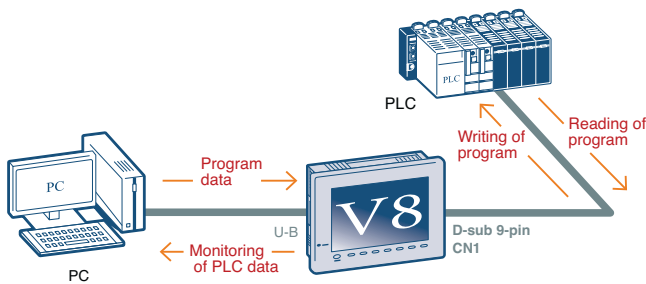 PLC
PLC
Writing of
program
Reading of
program
Program
data
PC
V8
U-B
D-sub 9-pin
CN1
Monitoring
of PLC data
PC